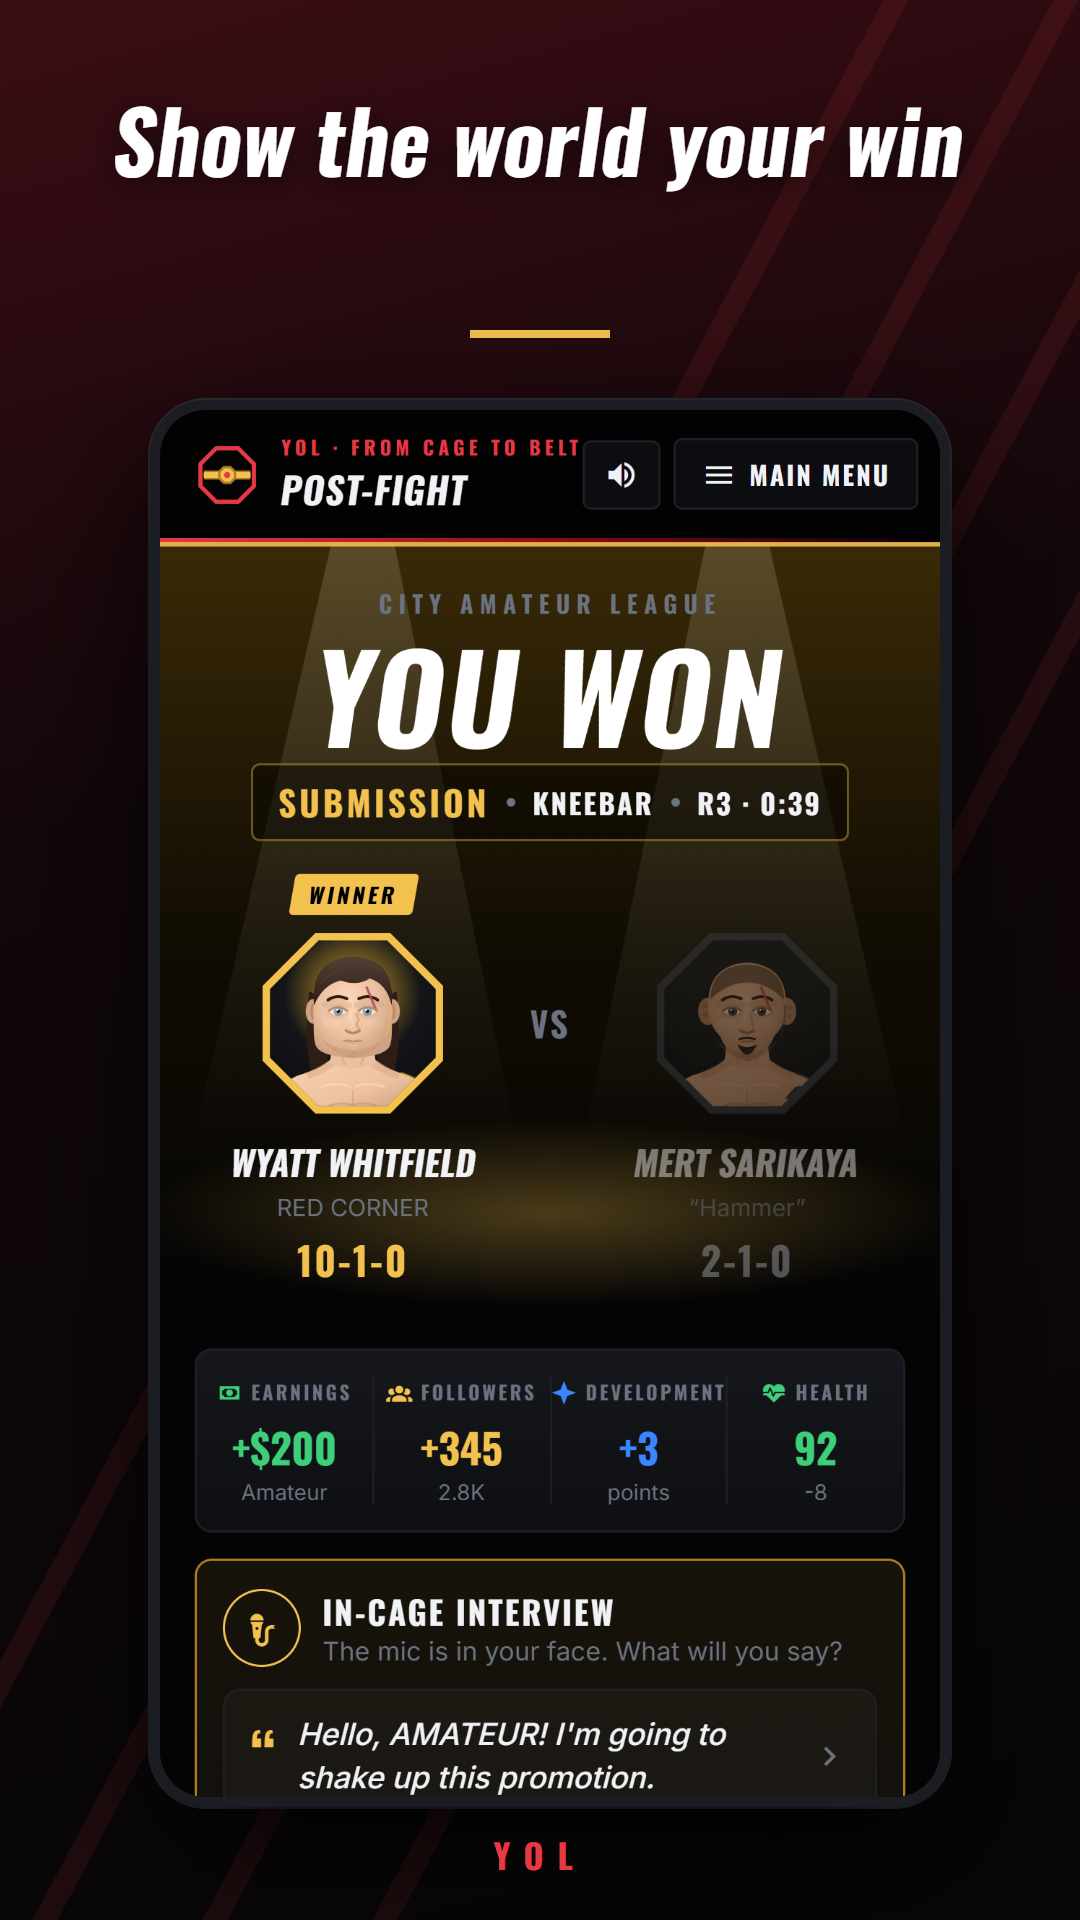 Show the world your win
YOL · FROM CAGE TO BELT
POST-FIGHT
MAIN MENU
CITY AMATEUR LEAGUE
YOU WON
SUBMISSION • KNEEBAR • R3 · 0:39
WINNER
VS
WYATT WHITFIELD
RED CORNER
10-1-0
MERT SARIKAYA
“Hammer”
2-1-0
EARNINGS
+$200
Amateur
FOLLOWERS
+345
2.8K
DEVELOPMENT
+3
points
HEALTH
92
-8
IN-CAGE INTERVIEW
The mic is in your face. What will you say?
“ Hello, AMATEUR! I'm going to
shake up this promotion.
YOL